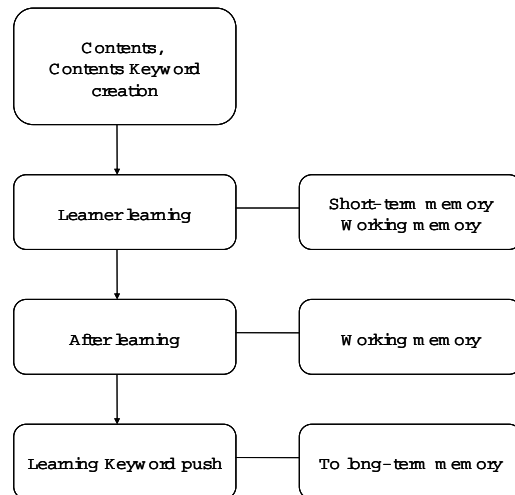 Contents,
Contents Keyword
creation
Learner learning
Short-term memory
Working memory
After learning
Working memory
Learning Keyword push
To long-term memory